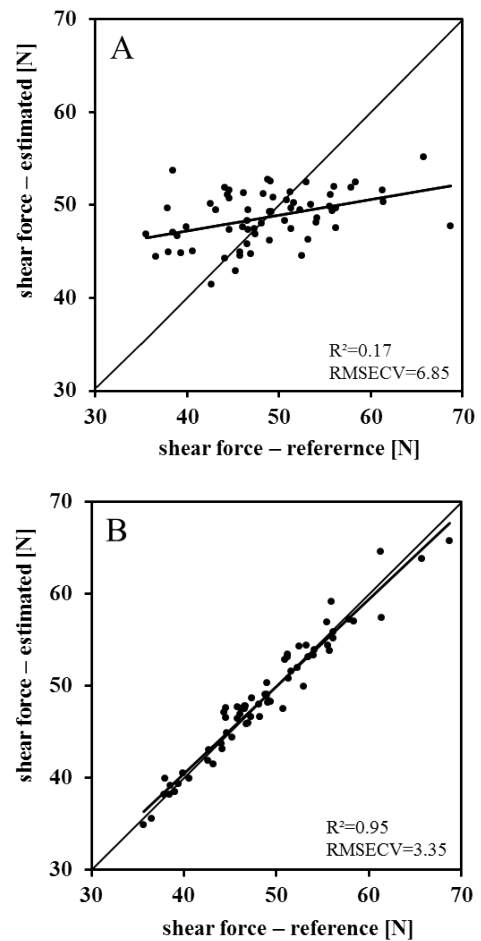 A
70
60
50
40
30
shear force – estimated [N]
R²=0.17
RMSECV=6.85
30 40 50 60 70
shear force – referernce [N]
B
70
60
50
40
30
shear force – estimated [N]
R²=0.95
RMSECV=3.35
30 40 50 60 70
shear force – reference [N]